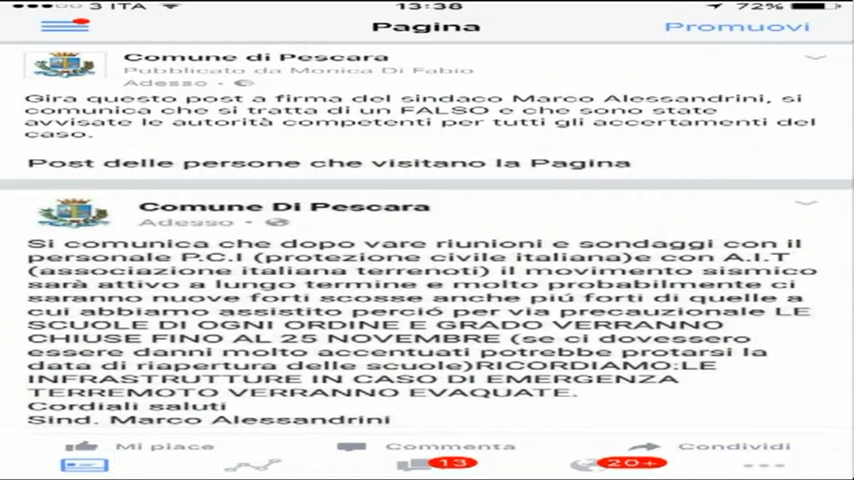 3 ITA 13:38 72%
Pagina Promuovi
Comune di Pescara
Pubblicato da Monica Di Fabio
Adesso
Gira questo post a firma del sindaco Marco Alessandrini, si
comunica che si tratta di un FALSO e che sono state
avvisate le autorità competenti per tutti gli accertamenti del
caso.
Post delle persone che visitano la Pagina
Comune Di Pescara
Adesso
Si comunica che dopo vare riunioni e sondaggi con il
personale P.C.I (protezione civile italiana)e con A.I.T
(associazione italiana terrenoti) il movimento sismico
sarà attivo a lungo termine e molto probabilmente ci
saranno nuove forti scosse anche piú forti di quelle a
cui abbiamo assistito perció per via precauzionale LE
SCUOLE DI OGNI ORDINE E GRADO VERRANNO
CHIUSE FINO AL 25 NOVEMBRE (se ci dovessero
essere danni molto accentuati potrebbe protarsi la
data di riapertura delle scuole)RICORDIAMO:LE
INFRASTRUTTURE IN CASO DI EMERGENZA
TERREMOTO VERRANNO EVAQUATE.
Cordiali saluti
Sind. Marco Alessandrini
Mi piace Commenta Condividi
13 20+